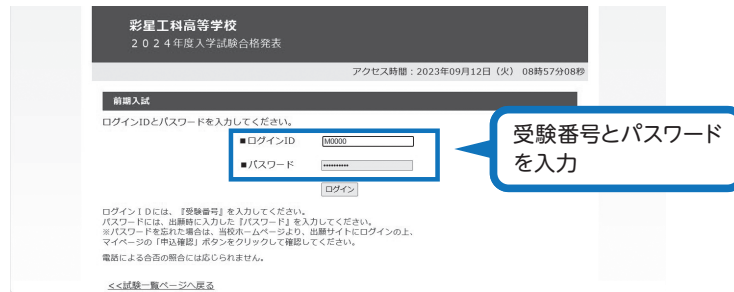 彩星工科高等学校
２０２４年度入学試験合格発表
アクセス時間：2023年09月12日（火） 08時57分08秒
前期入試
ログインIDとパスワードを入力してください。
■ログインID M0000
■パスワード ••••••••••
ログイン
受験番号とパスワード
を入力
ログインＩＤには、『受験番号』を入力してください。
パスワードには、出願時に入力した『パスワード』を入力してください。
※パスワードを忘れた場合は、当校ホームページより、出願サイトにログインの上、
マイページの「申込確認」ボタンをクリックして確認してください。
電話による合否の照会には応じられません。
<<試験一覧ページへ戻る